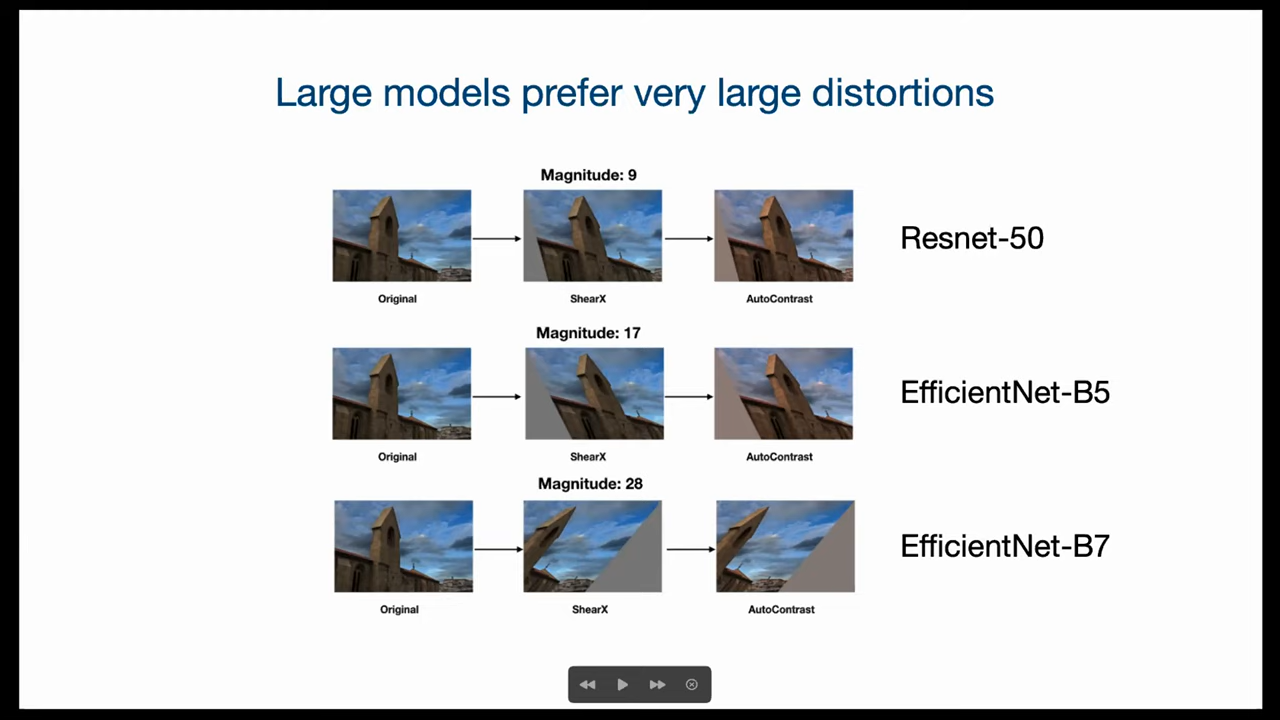 Large models prefer very large distortions
Magnitude: 9
Resnet-50
Original
ShearX
AutoContrast
Magnitude: 17
EfficientNet-B5
Original
ShearX
AutoContrast
Magnitude: 28
EfficientNet-B7
Original
ShearX
AutoContrast